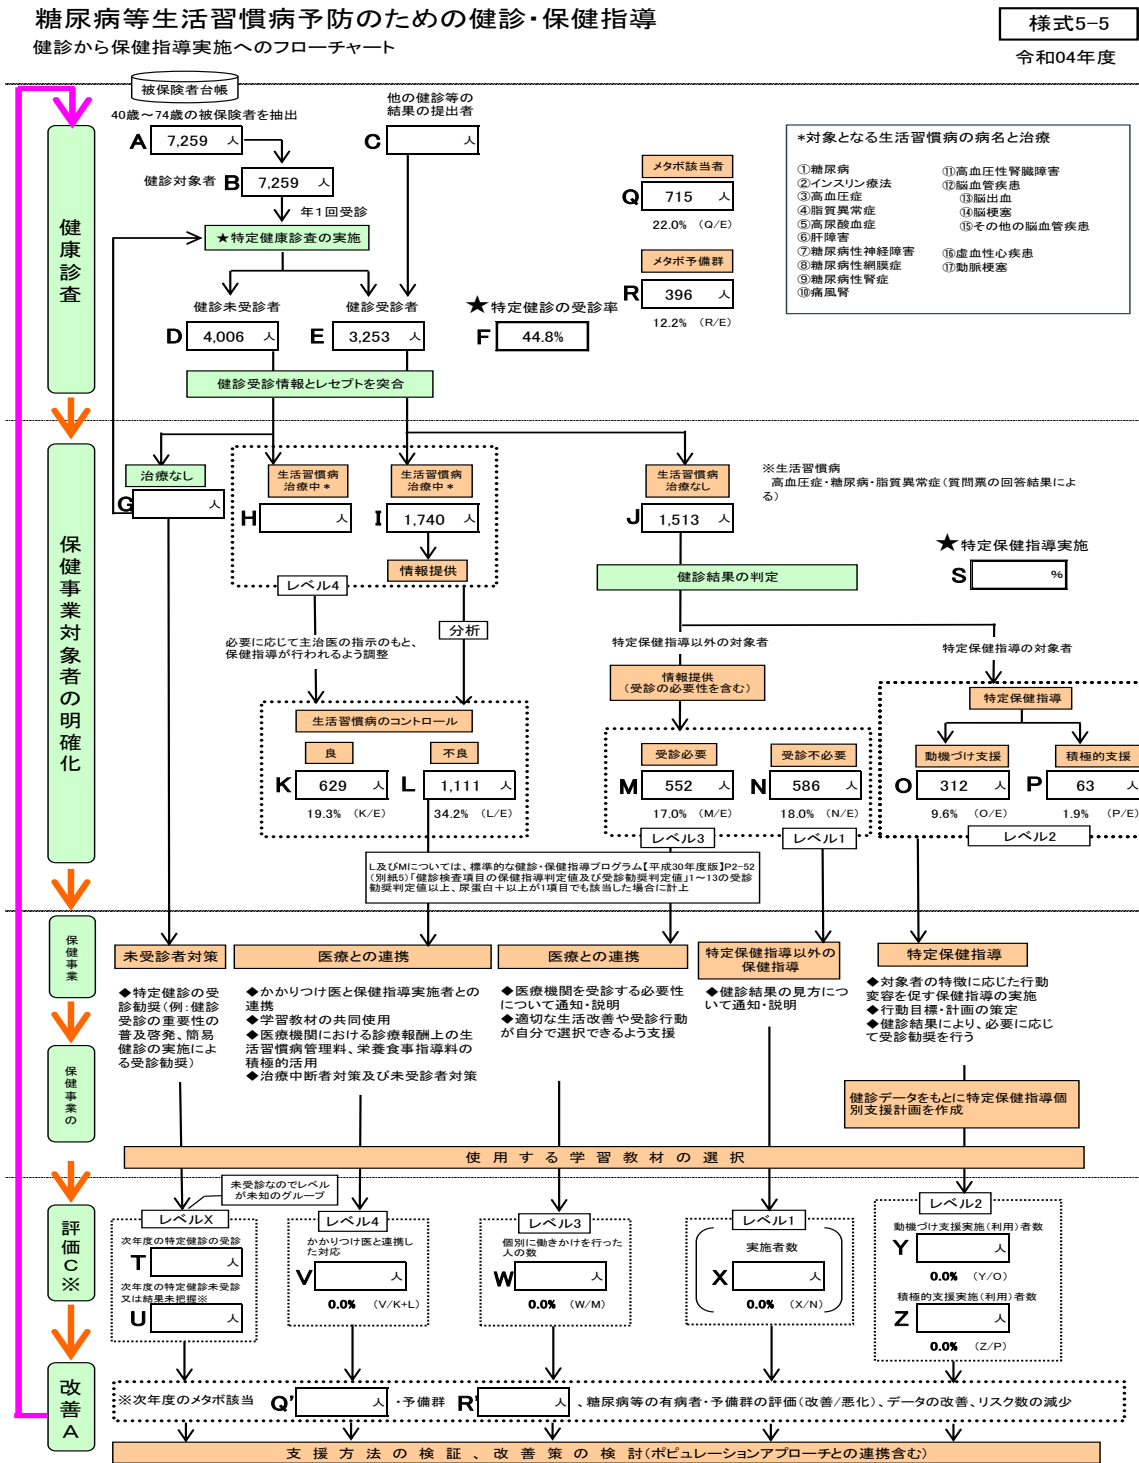 糖尿病等生活習慣病予防のための健診・保健指導
様式5-5
健診から保健指導実施へのフローチャート
令和04年度
被保険者台帳
40歳～74歳の被保険者を抽出
他の健診等の
結果の提出者
A 7,259 人
C 人
健診対象者 B 7,259 人
年1回受診
★特定健康診査の実施
メタボ該当者
Q 715 人
22.0% (Q/E)
メタボ予備群
R 396 人
12.2% (R/E)
*対象となる生活習慣病の病名と治療
①糖尿病
②インスリン療法
③高血圧症
④脂質異常症
⑤高尿酸血症
⑥肝障害
⑦糖尿病性神経障害
⑧糖尿病性網膜症
⑨糖尿病性腎症
⑩痛風腎
⑪高血圧性腎臓障害
⑫脳血管疾患
⑬脳出血
⑭脳梗塞
⑮その他の脳血管疾患
⑯虚血性心疾患
⑰動脈梗塞
健康診査
健診未受診者
健診受診者
★特定健診の受診率
D 4,006 人
E 3,253 人
F 44.8%
健診受診情報とレセプトを突合
保健事業対象者の明確化
治療なし
G 人
生活習慣病
治療中*
H 人
生活習慣病
治療中*
I 1,740 人
情報提供
レベル4
生活習慣病
治療なし
J 1,513 人
※生活習慣病
高血圧症・糖尿病・脂質異常症(質問票の回答結果によ
る)
★特定保健指導実施
S %
健診結果の判定
必要に応じて主治医の指示のもと、
保健指導が行われるよう調整
分析
特定保健指導以外の対象者
特定保健指導の対象者
情報提供
(受診の必要性を含む)
特定保健指導
生活習慣病のコントロール
良
不良
受診必要
受診不必要
動機づけ支援
積極的支援
K 629 人
L 1,111 人
M 552 人
N 586 人
O 312 人
P 63 人
19.3% (K/E)
34.2% (L/E)
17.0% (M/E)
18.0% (N/E)
9.6% (O/E)
1.9% (P/E)
レベル3
レベル1
レベル2
L及びMについては、標準的な健診・保健指導プログラム【平成30年度版】P2-52
(別紙5)「健診検査項目の保健指導判定値及び受診勧奨判定値」1～13の受診
勧奨判定値以上、尿蛋白＋以上が1項目でも該当した場合に計上
保健事業
未受診者対策
医療との連携
医療との連携
特定保健指導以外の
保健指導
特定保健指導
◆特定健診の受
診勧奨(例:健診
受診の重要性の
普及啓発、簡易
健診の実施によ
る受診勧奨)
◆かかりつけ医と保健指導実施者との
連携
◆学習教材の共同使用
◆医療機関における診療報酬上の生
活習慣病管理料、栄養食事指導料の
積極的活用
◆治療中断者対策及び未受診者対策
◆医療機関を受診する必要性
について通知・説明
◆適切な生活改善や受診行動
が自分で選択できるよう支援
◆健診結果の見方につ
いて通知・説明
◆対象者の特徴に応じた行動
変容を促す保健指導の実施
◆行動目標・計画の策定
◆健診結果により、必要に応じ
て受診勧奨を行う
保健事業の
健診データをもとに特定保健指導個
別支援計画を作成
使用する学習教材の選択
未受診なのでレベル
が未知のグループ
評価C※
レベルX
次年度の特定健診の受診
T 人
次年度の特定健診未受診
又は結果未把握※
U 人
レベル4
かかりつけ医と連携し
た対応
V 人
0.0% (V/K+L)
レベル3
個別に働きかけを行った
人の数
W 人
0.0% (W/M)
レベル1
実施者数
X 人
0.0% (X/N)
レベル2
動機づけ支援実施(利用)者数
Y 人
0.0% (Y/O)
積極的支援実施(利用)者数
Z 人
0.0% (Z/P)
改善A
※次年度のメタボ該当 Q' 人 ・予備群 R' 人 、糖尿病等の有病者・予備群の評価(改善/悪化)、データの改善、リスク数の減少
支援方法の検証、改善策の検討(ポピュレーションアプローチとの連携含む)